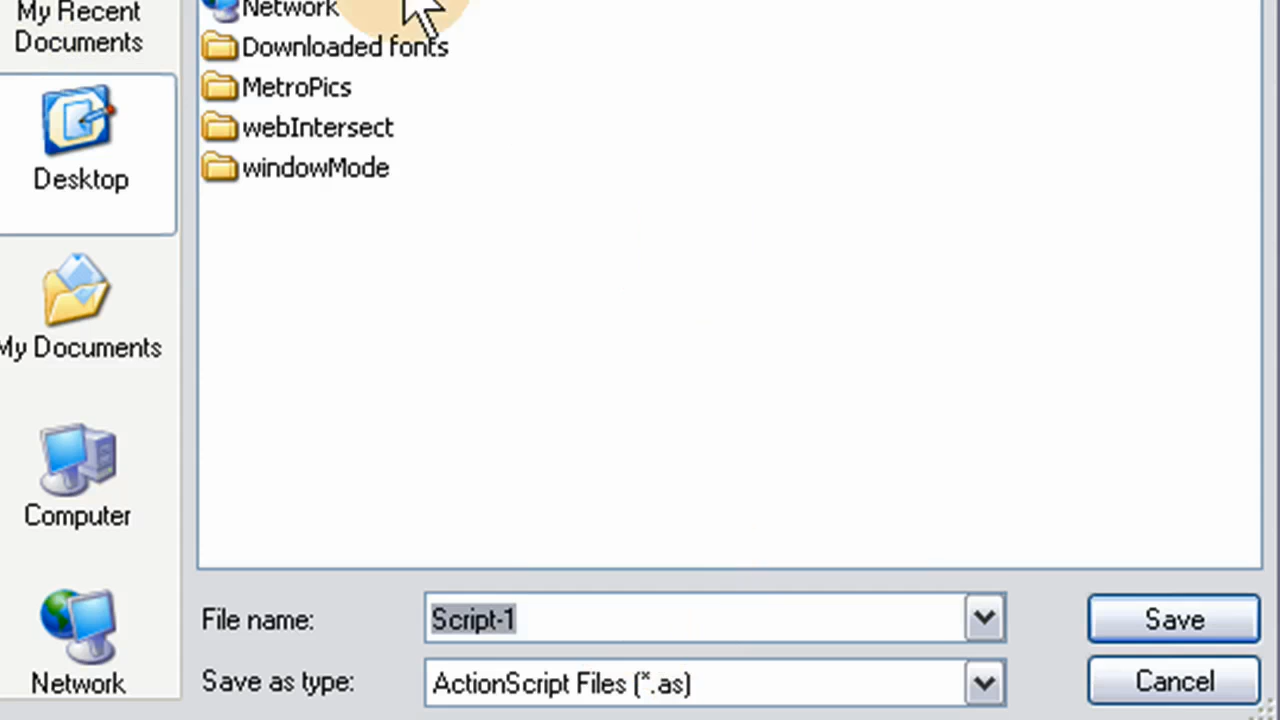 My Recent
Documents
Desktop
My Documents
Computer
Network
Network
Downloaded fonts
MetroPics
webIntersect
windowMode
File name:
Script-1
Save
Save as type:
ActionScript Files (*.as)
Cancel